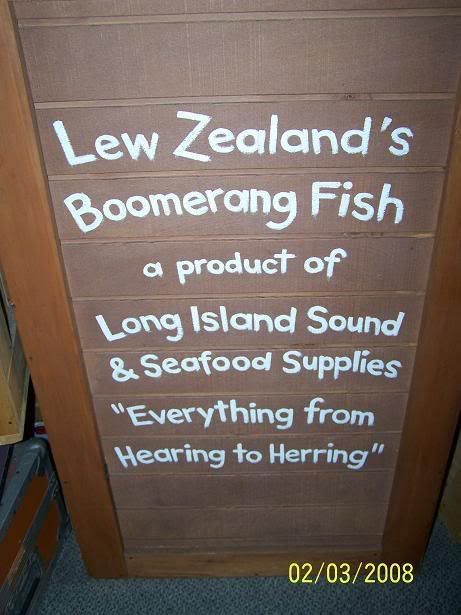 Lew Zealand's
Boomerang Fish
a product of
Long Island Sound
& Seafood Supplies
"Everything from
Hearing to Herring"
02/03/2008